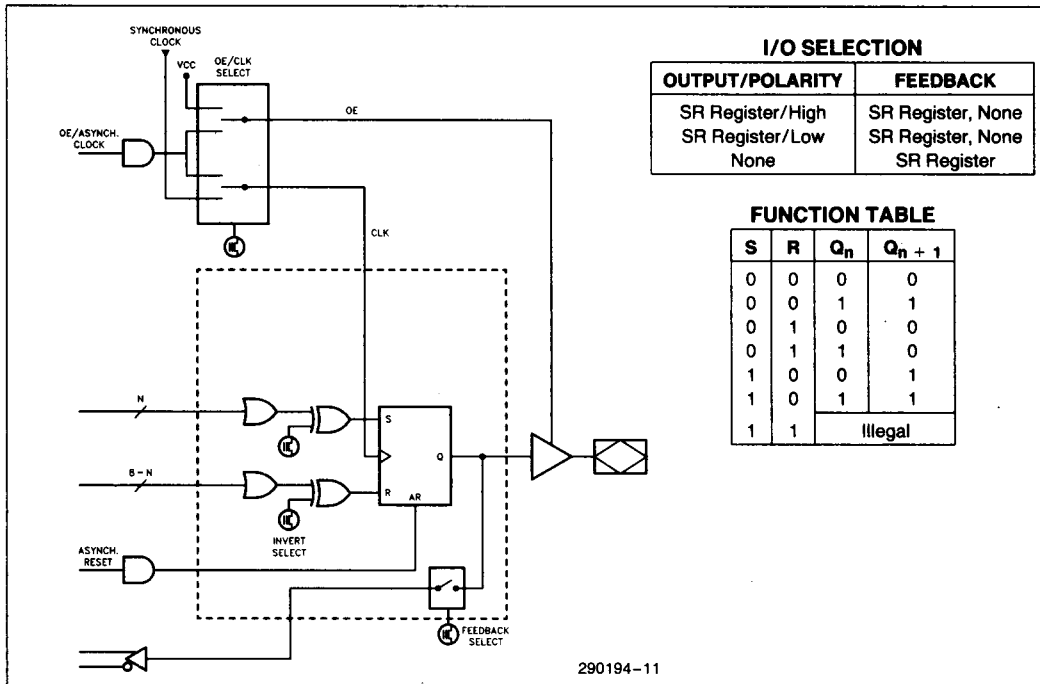 SYNCHRONOUS
CLOCK
VCC
OE/CLK
SELECT
OE
OE/ASYNCH.
CLOCK
CLK
N
8-N
S
R
Q
AR
INVERT
SELECT
ASYNCH.
RESET
FEEDBACK
SELECT
I/O SELECTION
OUTPUT/POLARITY FEEDBACK
SR Register/High SR Register, None
SR Register/Low SR Register, None
None SR Register
FUNCTION TABLE
S R Qn Qn + 1
0 0 0 0
0 0 1 1
0 1 0 0
0 1 1 0
1 0 0 1
1 0 1 1
1 1 Illegal
290194-11